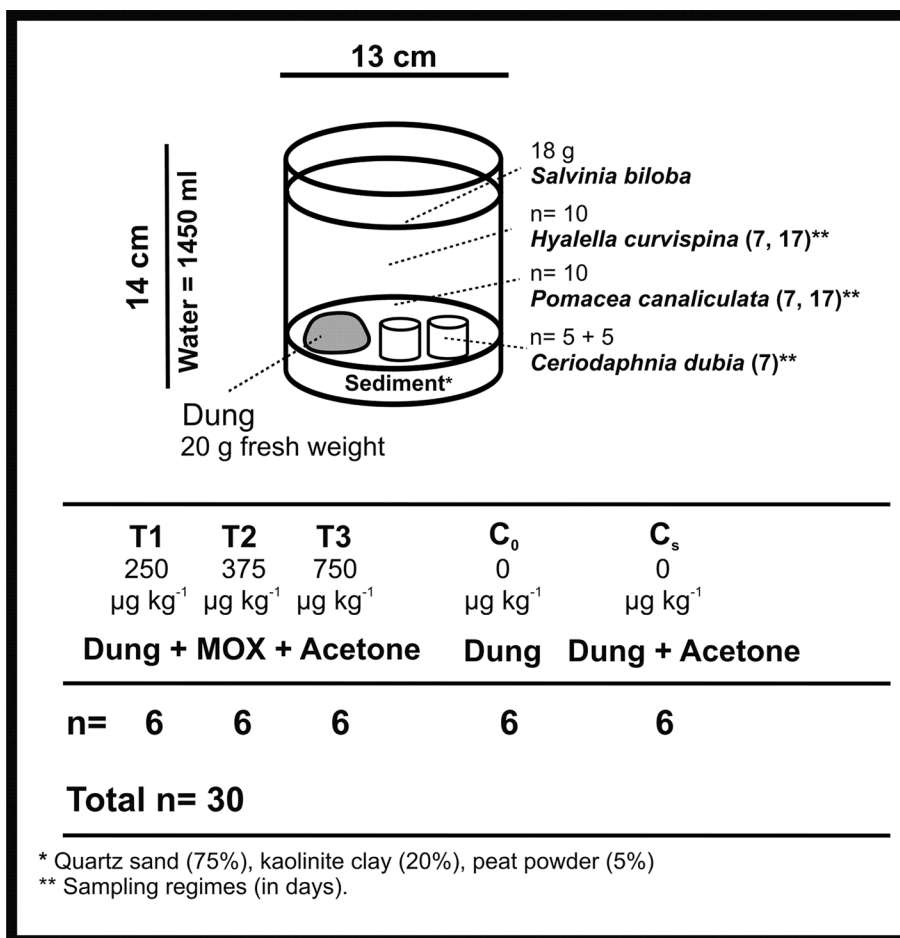 13 cm
14 cm
Water = 1450 ml
18 g
Salvinia biloba
n= 10
Hyalella curvispina (7, 17)**
n= 10
Pomacea canaliculata (7, 17)**
n= 5 + 5
Ceriodaphnia dubia (7)**
Sediment*
Dung
20 g fresh weight
T1 T2 T3 C₀ Cₛ
250 375 750 0 0
µg kg⁻¹ µg kg⁻¹ µg kg⁻¹ µg kg⁻¹ µg kg⁻¹
Dung + MOX + Acetone Dung Dung + Acetone
n= 6 6 6 6 6
Total n= 30
* Quartz sand (75%), kaolinite clay (20%), peat powder (5%)
** Sampling regimes (in days).